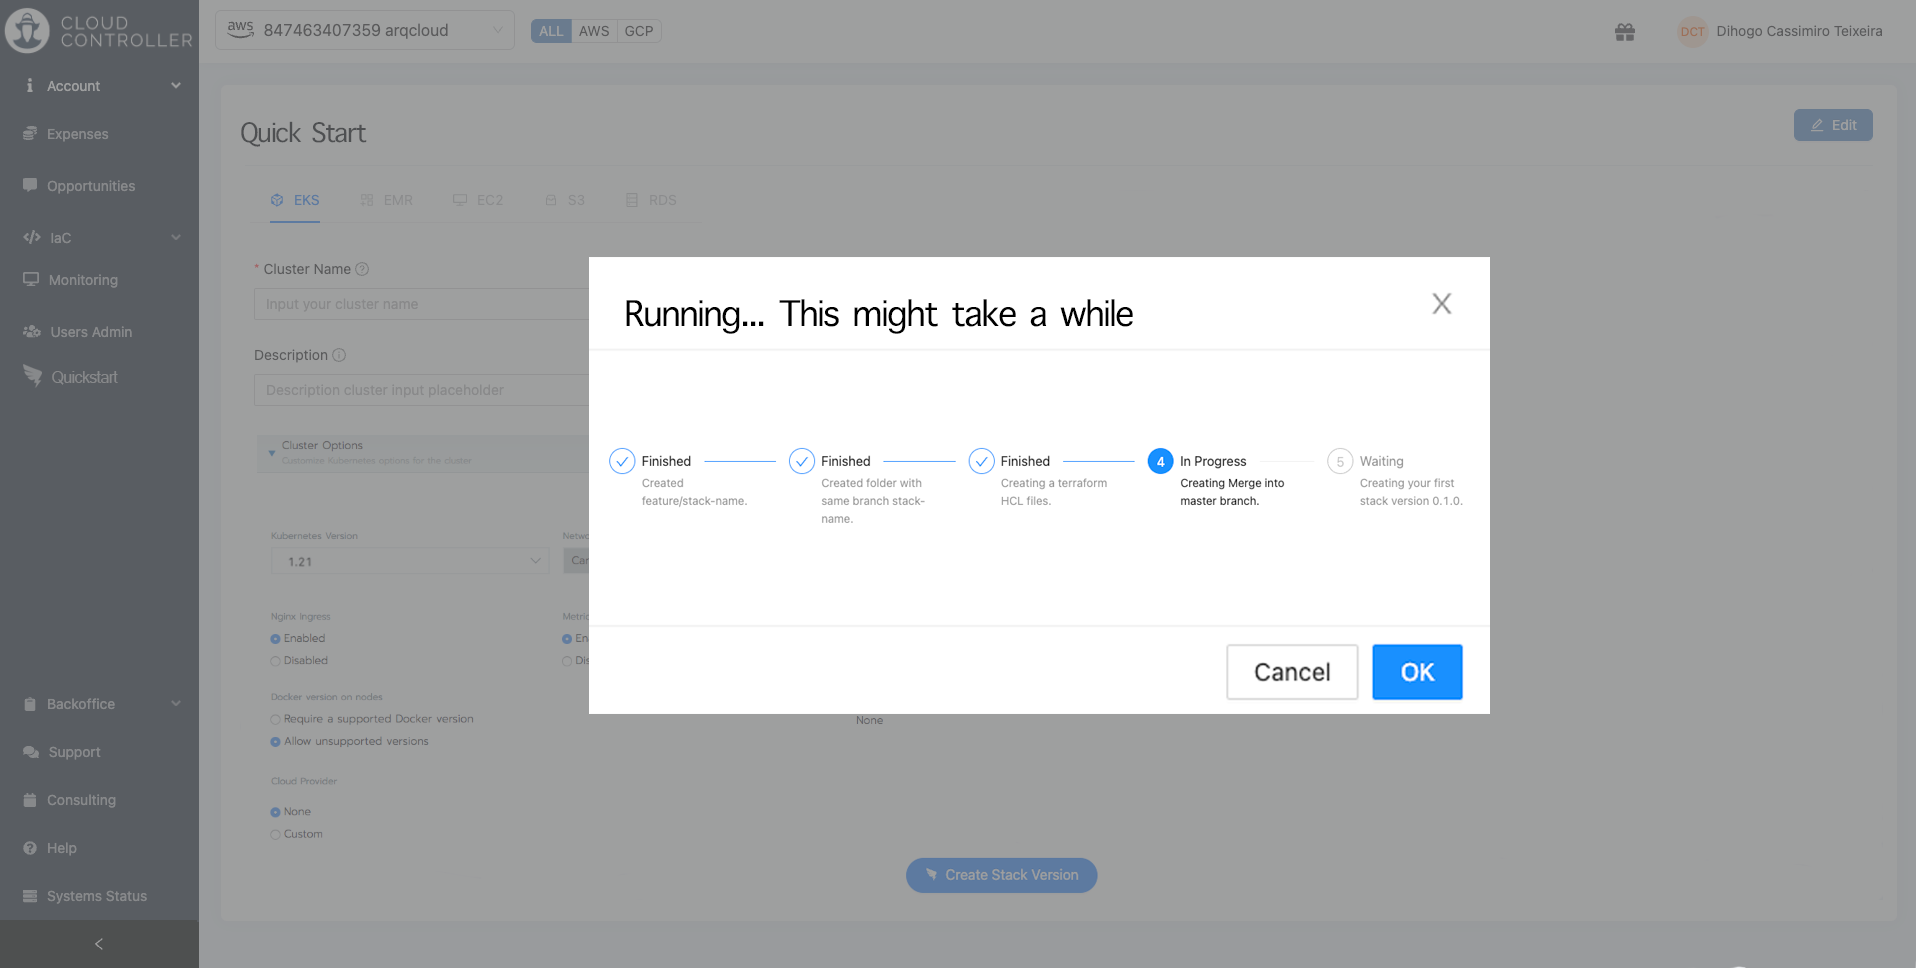 CLOUD
CONTROLLER
aws 847463407359 arqcloud
ALL AWS GCP
DCT Dihogo Cassimiro Teixeira
Account
Expenses
Opportunities
IaC
Monitoring
Users Admin
Quickstart
Backoffice
Support
Consulting
Help
Systems Status
Quick Start
Edit
EKS EMR EC2 S3 RDS
* Cluster Name ?
Input your cluster name
Description
Description cluster input placeholder
Cluster Options
Customize Kubernetes options for the cluster
Kubernetes Version
1.21
Nginx Ingress
Enabled
Disabled
Docker version on nodes
Require a supported Docker version
Allow unsupported versions
None
Cloud Provider
None
Custom
Create Stack Version
Running... This might take a while
X
Finished
Created
feature/stack-name.
Finished
Created folder with
same branch stack-
name.
Finished
Creating a terraform
HCL files.
4 In Progress
Creating Merge into
master branch.
5 Waiting
Creating your first
stack version 0.1.0.
Cancel OK